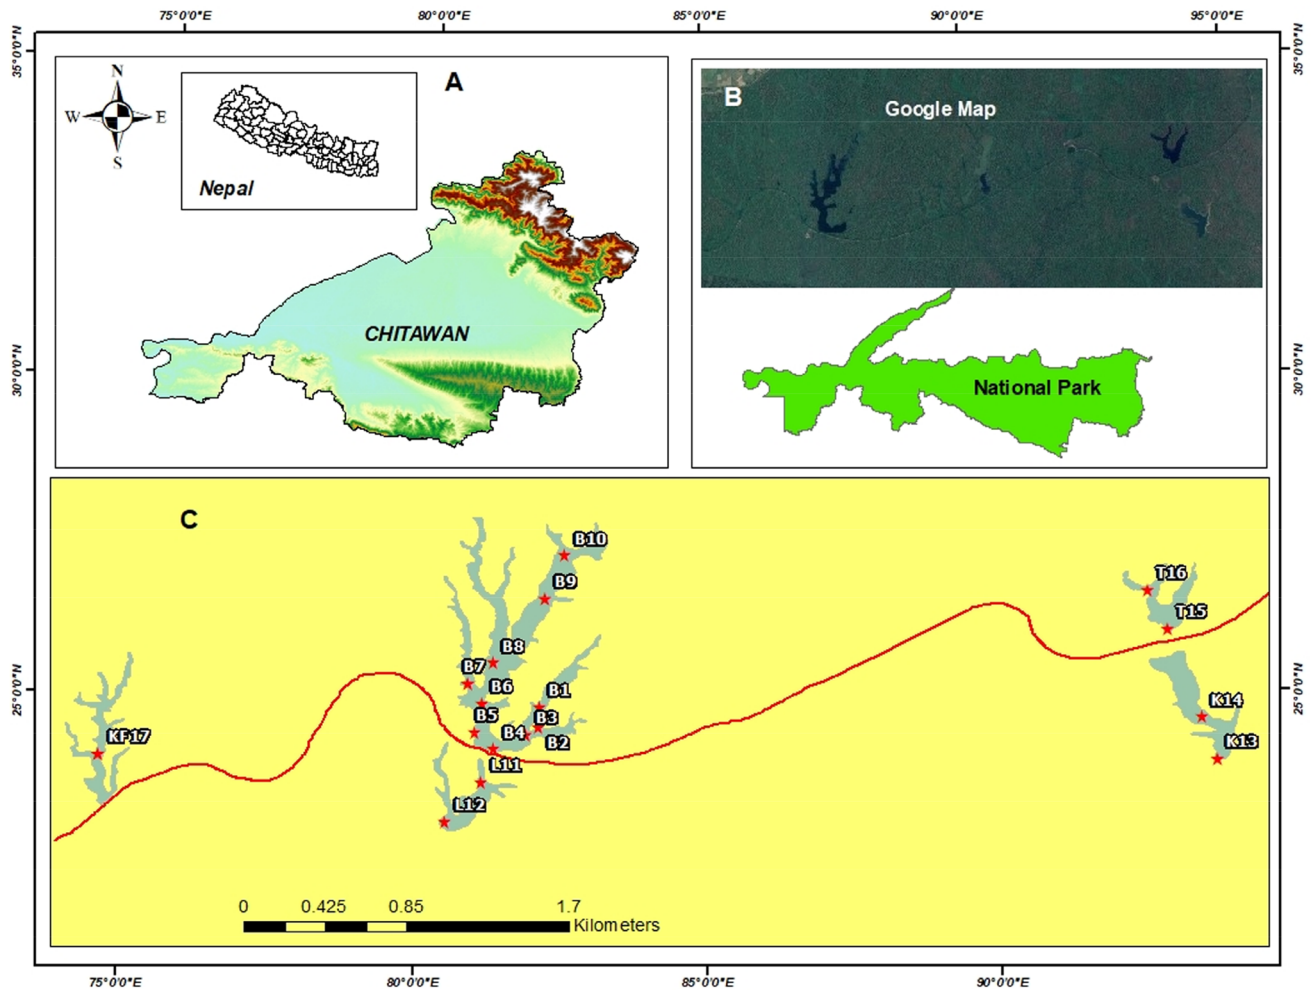 75°0'0"E 80°0'0"E 85°0'0"E 90°0'0"E 95°0'0"E
35°0'0"N
35°0'0"N
A
B
N
W E
S
Nepal
Google Map
CHITAWAN
National Park
30°0'0"N
30°0'0"N
C
B10
B9
T16
T15
B8
B7
B6
B1
B5
B3
B4
B2
KF17
K14
K13
L11
L12
25°0'0"N
25°0'0"N
0 0.425 0.85 1.7
Kilometers
75°0'0"E 80°0'0"E 85°0'0"E 90°0'0"E